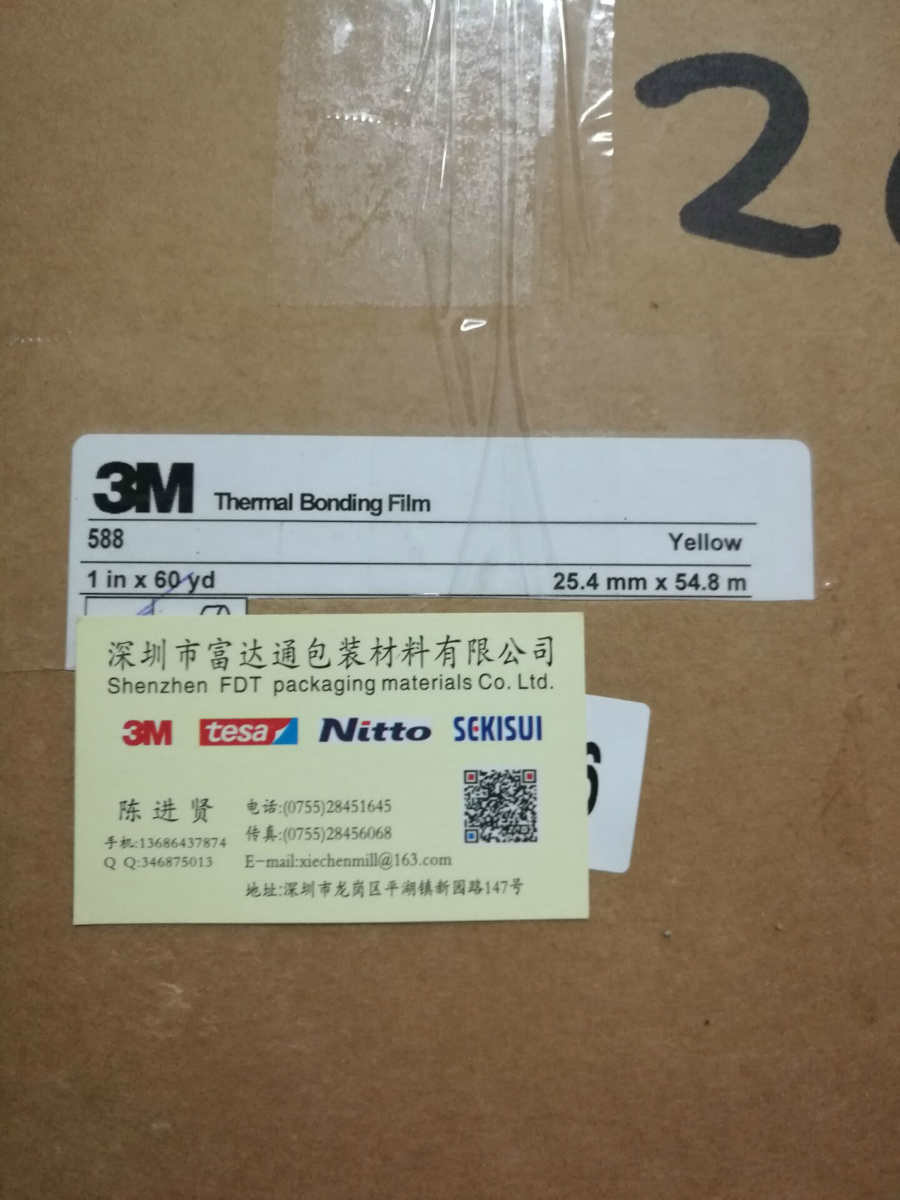 2
3M Thermal Bonding Film
588 Yellow
1 in x 60 yd 25.4 mm x 54.8 m
深圳市富达通包装材料有限公司
Shenzhen FDT packaging materials Co. Ltd.
3M tesa Nitto SEKISUI
陈进贤
手机:13686437874
Q Q:346875013
电话:(0755)28451645
传真:(0755)28456068
E-mail:xiechenmill@163.com
地址:深圳市龙岗区平湖镇新园路147号
6